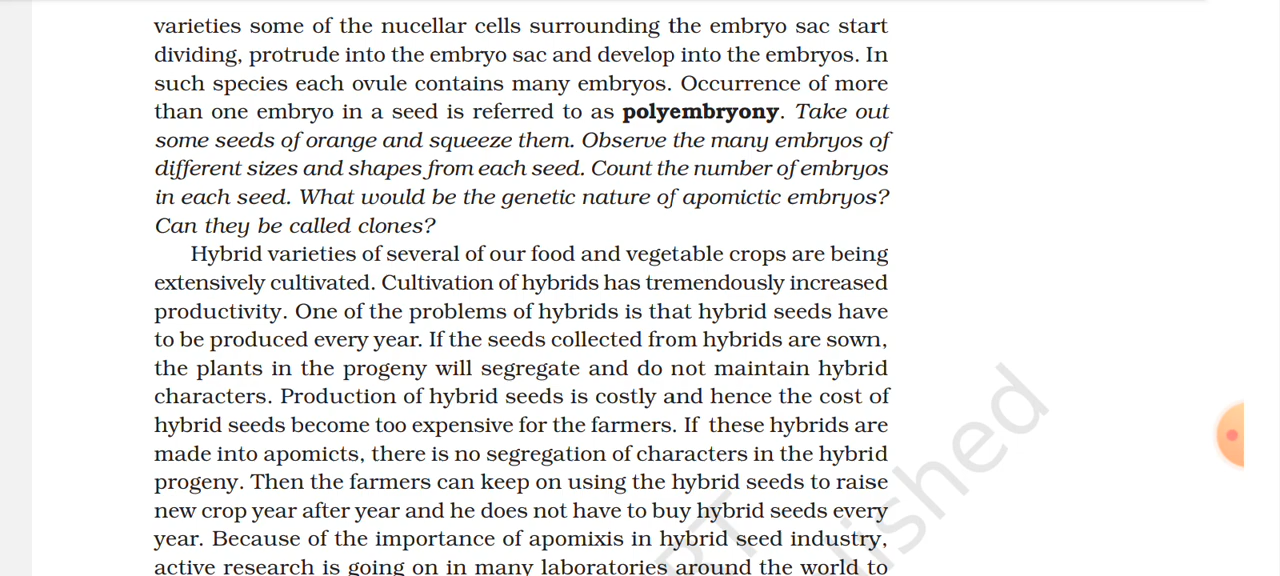 varieties some of the nucellar cells surrounding the embryo sac start
dividing, protrude into the embryo sac and develop into the embryos. In
such species each ovule contains many embryos. Occurrence of more
than one embryo in a seed is referred to as polyembryony. Take out
some seeds of orange and squeeze them. Observe the many embryos of
different sizes and shapes from each seed. Count the number of embryos
in each seed. What would be the genetic nature of apomictic embryos?
Can they be called clones?
Hybrid varieties of several of our food and vegetable crops are being
extensively cultivated. Cultivation of hybrids has tremendously increased
productivity. One of the problems of hybrids is that hybrid seeds have
to be produced every year. If the seeds collected from hybrids are sown,
the plants in the progeny will segregate and do not maintain hybrid
characters. Production of hybrid seeds is costly and hence the cost of
hybrid seeds become too expensive for the farmers. If these hybrids are
made into apomicts, there is no segregation of characters in the hybrid
progeny. Then the farmers can keep on using the hybrid seeds to raise
new crop year after year and he does not have to buy hybrid seeds every
year. Because of the importance of apomixis in hybrid seed industry,
active research is going on in many laboratories around the world to